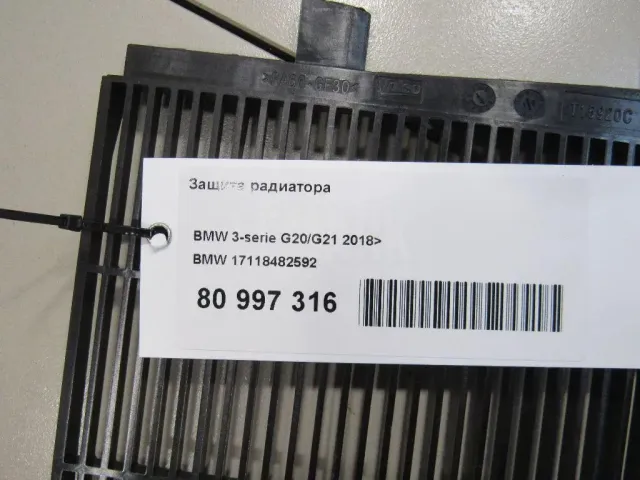 Защита радиатора
BMW 3-serie G20/G21 2018>
BMW 17118482592
80 997 316